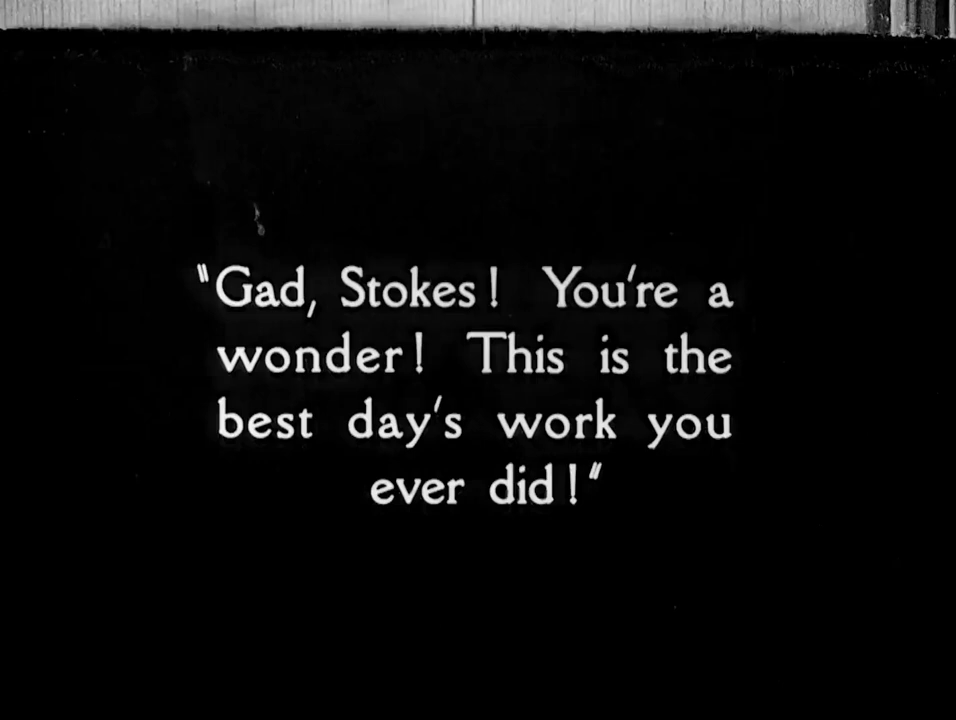 "Gad, Stokes! You're a
wonder! This is the
best day's work you
ever did!"